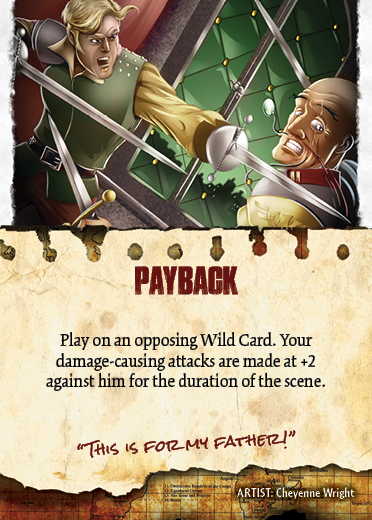 PAYBACK
Play on an opposing Wild Card. Your
damage-causing attacks are made at +2
against him for the duration of the scene.
"THIS IS FOR MY FATHER!"
ARTIST: Cheyenne Wright